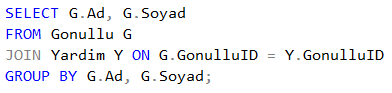 SELECT G.Ad, G.Soyad
FROM Gonullu G
JOIN Yardim Y ON G.GonulluID = Y.GonulluID
GROUP BY G.Ad, G.Soyad;